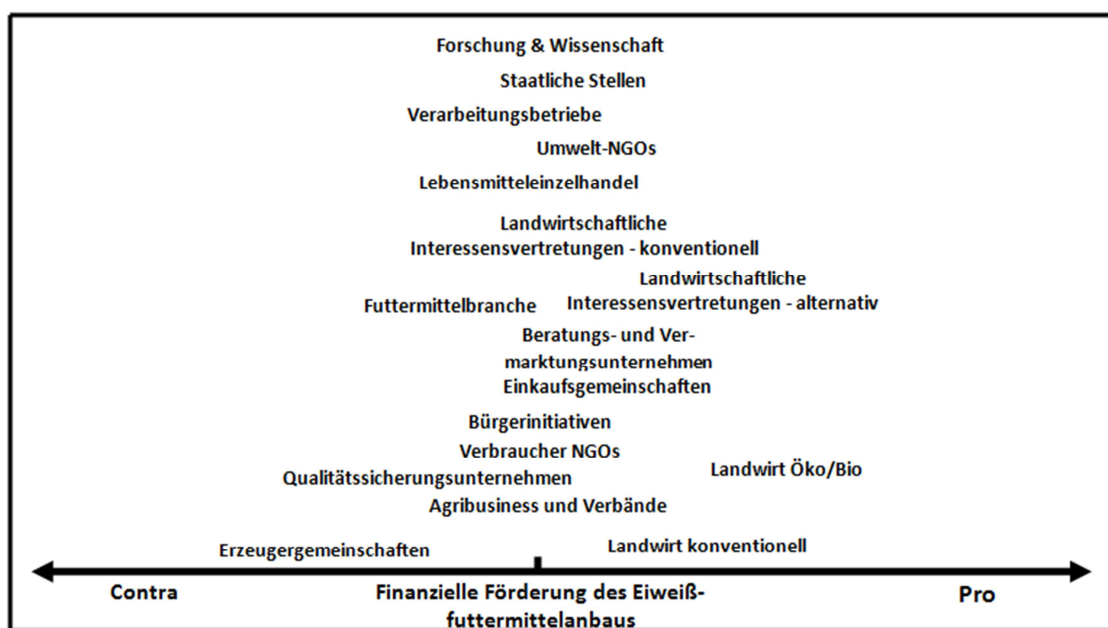 Forschung & Wissenschaft
Staatliche Stellen
Verarbeitungsbetriebe
Umwelt-NGOs
Lebensmitteleinzelhandel
Landwirtschaftliche
Interessensvertretungen - konventionell
Landwirtschaftliche
Interessensvertretungen - alternativ
Futtermittelbranche
Beratungs- und Ver-
marktungsunternehmen
Einkaufsgemeinschaften
Bürgerinitiativen
Verbraucher NGOs
Landwirt Öko/Bio
Qualitätssicherungsunternehmen
Agribusiness und Verbände
Erzeugergemeinschaften
Landwirt konventionell
Contra
Finanzielle Förderung des Eiweiß-
futtermittelanbaus
Pro